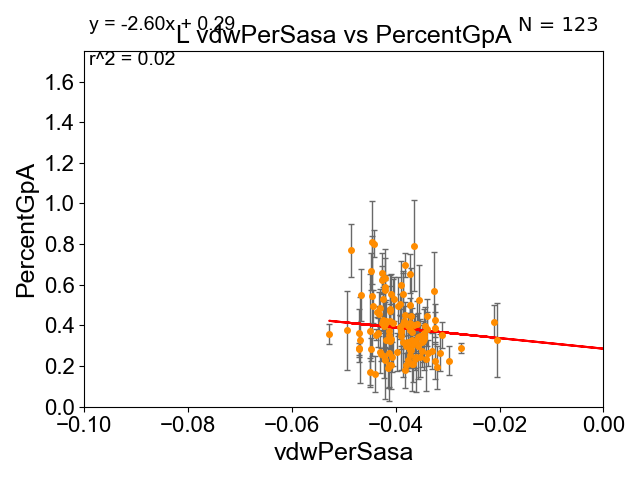 y = -2.60x + 0.29
N = 123
L vdwPerSasa vs PercentGpA
r^2 = 0.02
1.6
1.4
1.2
1.0
0.8
0.6
0.4
0.2
0.0
PercentGpA
−0.10
−0.08
−0.06
−0.04
−0.02
0.00
vdwPerSasa